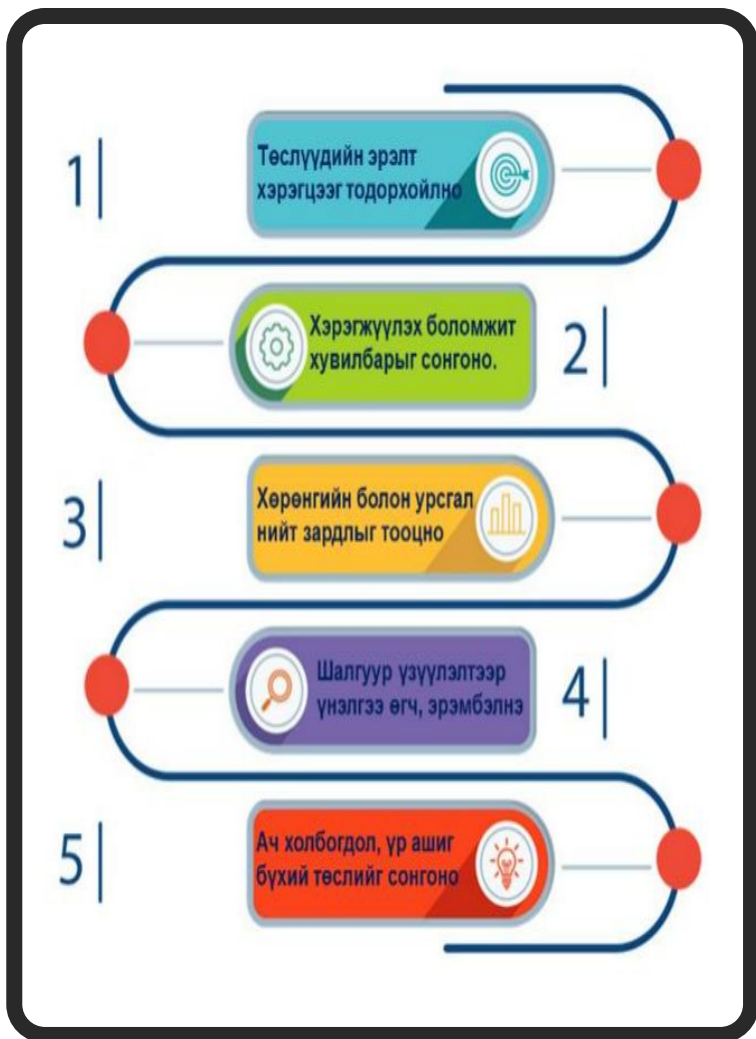 1
Төслүүдийн эрэлт
хэрэгцээг тодорхойлно
Хэрэгжүүлэх боломжит
хувилбарыг сонгоно.
2
3
Хөрөнгийн болон урсгал
нийт зардлыг тооцно
Шалгуур үзүүлэлтээр
үнэлгээ өгч, эрэмбэлнэ
4
5
Ач холбогдол, үр ашиг
бүхий төслийг сонгоно